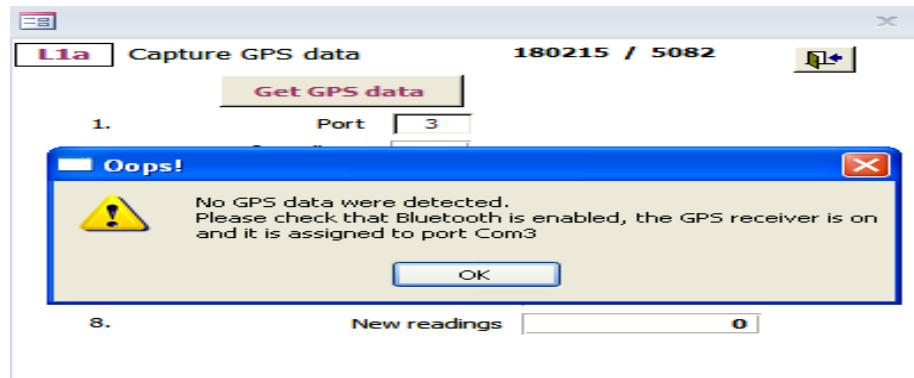 L1a Capture GPS data 180215 / 5082
Get GPS data
1. Port 3
Oops!
No GPS data were detected.
Please check that Bluetooth is enabled, the GPS receiver is on
and it is assigned to port Com3
OK
8. New readings 0